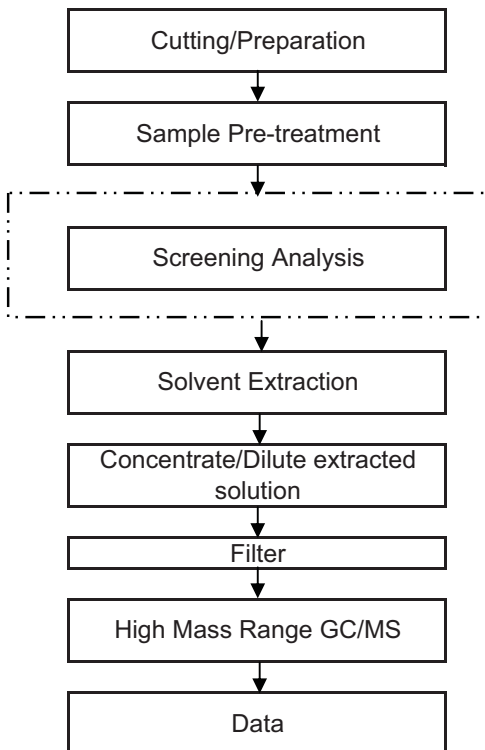 Cutting/Preparation
Sample Pre-treatment
Screening Analysis
Solvent Extraction
Concentrate/Dilute extracted
solution
Filter
High Mass Range GC/MS
Data